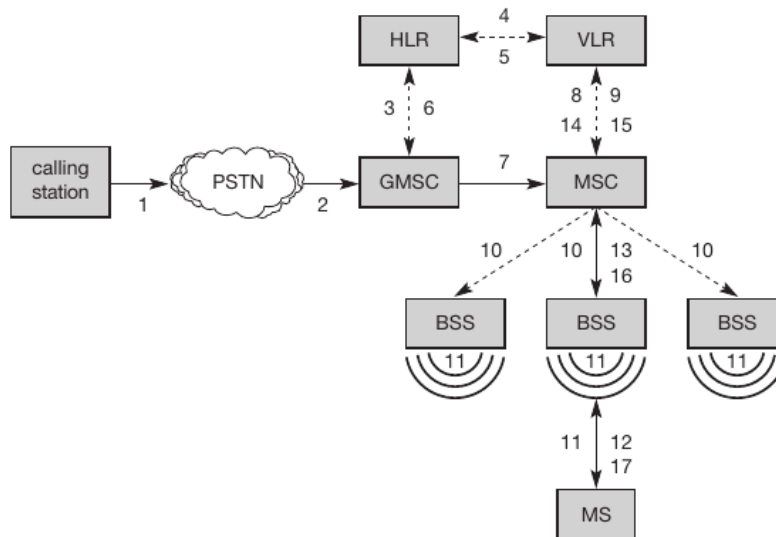 4
HLR
VLR
5
3 6
8 9
14 15
calling
station
PSTN
GMSC
7
MSC
1
2
10
10
13
10
16
BSS
BSS
BSS
11
11
11
11
12
17
MS